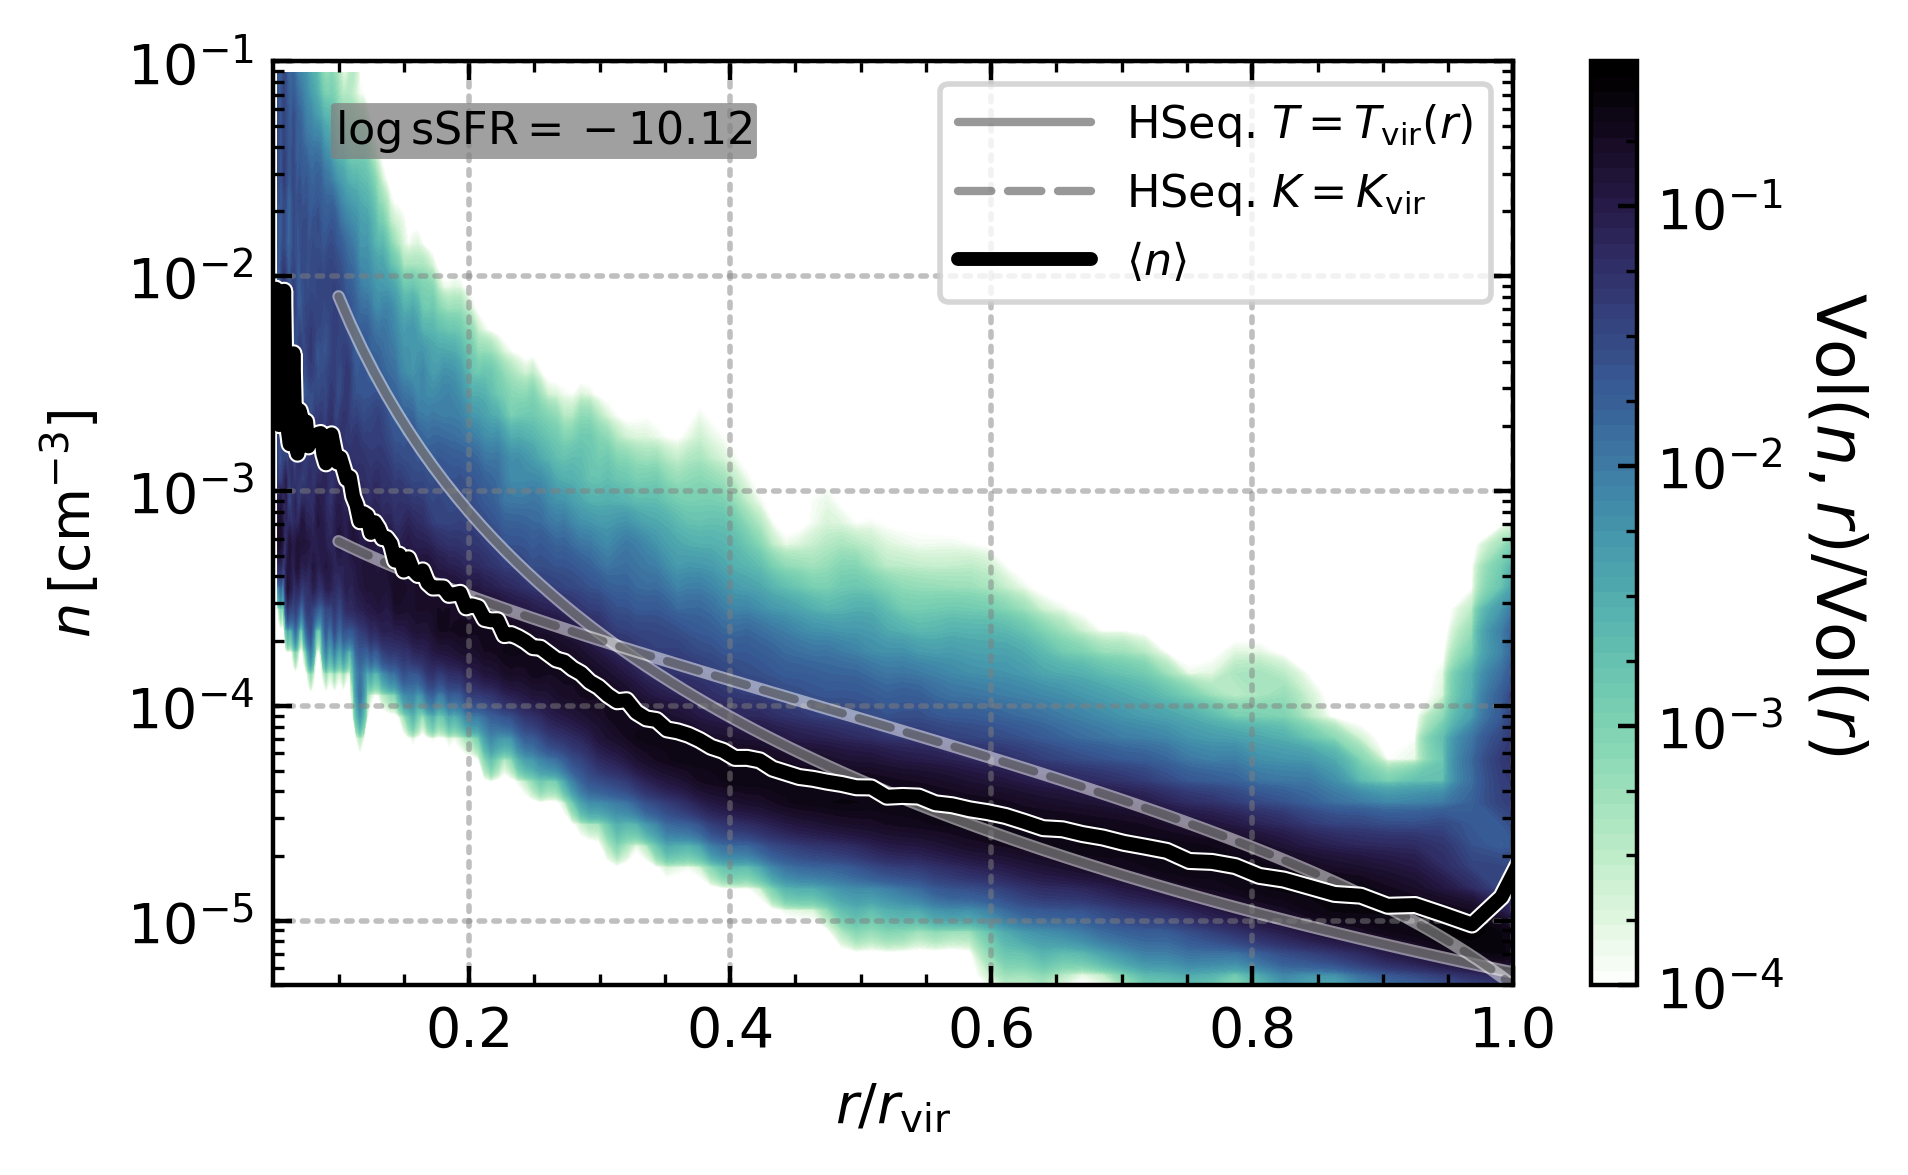 10⁻¹
10⁻²
10⁻³
10⁻⁴
10⁻⁵
n [cm⁻³]
log sSFR = −10.12
HSeq. T = T_vir(r)
HSeq. K = K_vir
⟨n⟩
0.2 0.4 0.6 0.8 1.0
r/r_vir
10⁻¹
10⁻²
10⁻³
10⁻⁴
Vol(n, r)/Vol(r)